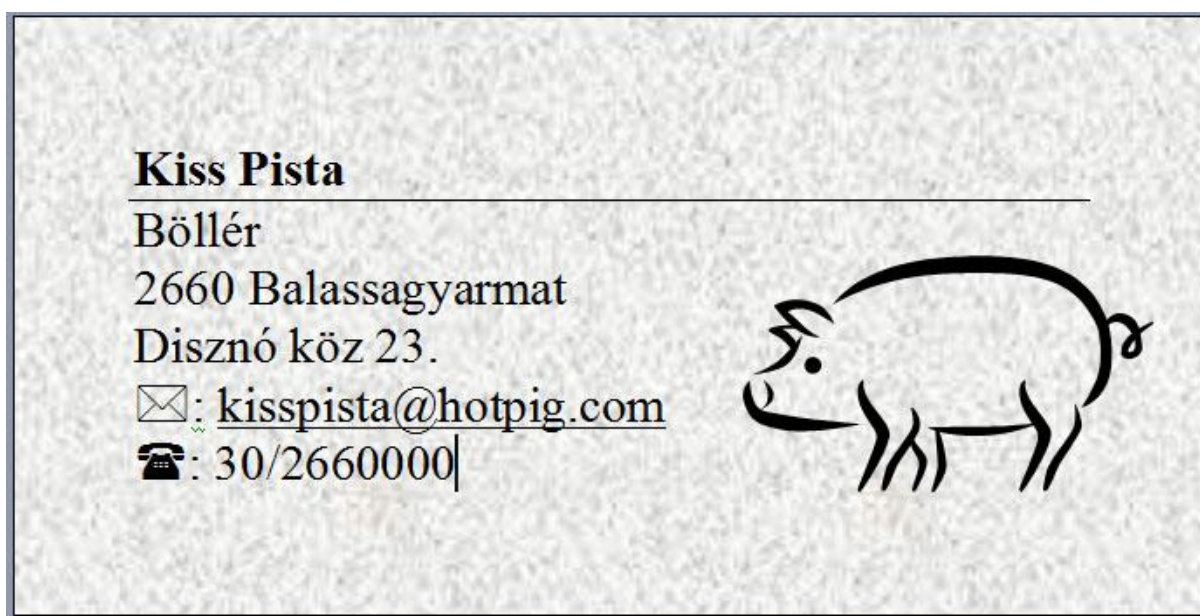 Kiss Pista
Böllér
2660 Balassagyarmat
Disznó köz 23.
✉: kisspista@hotpig.com
☎: 30/2660000